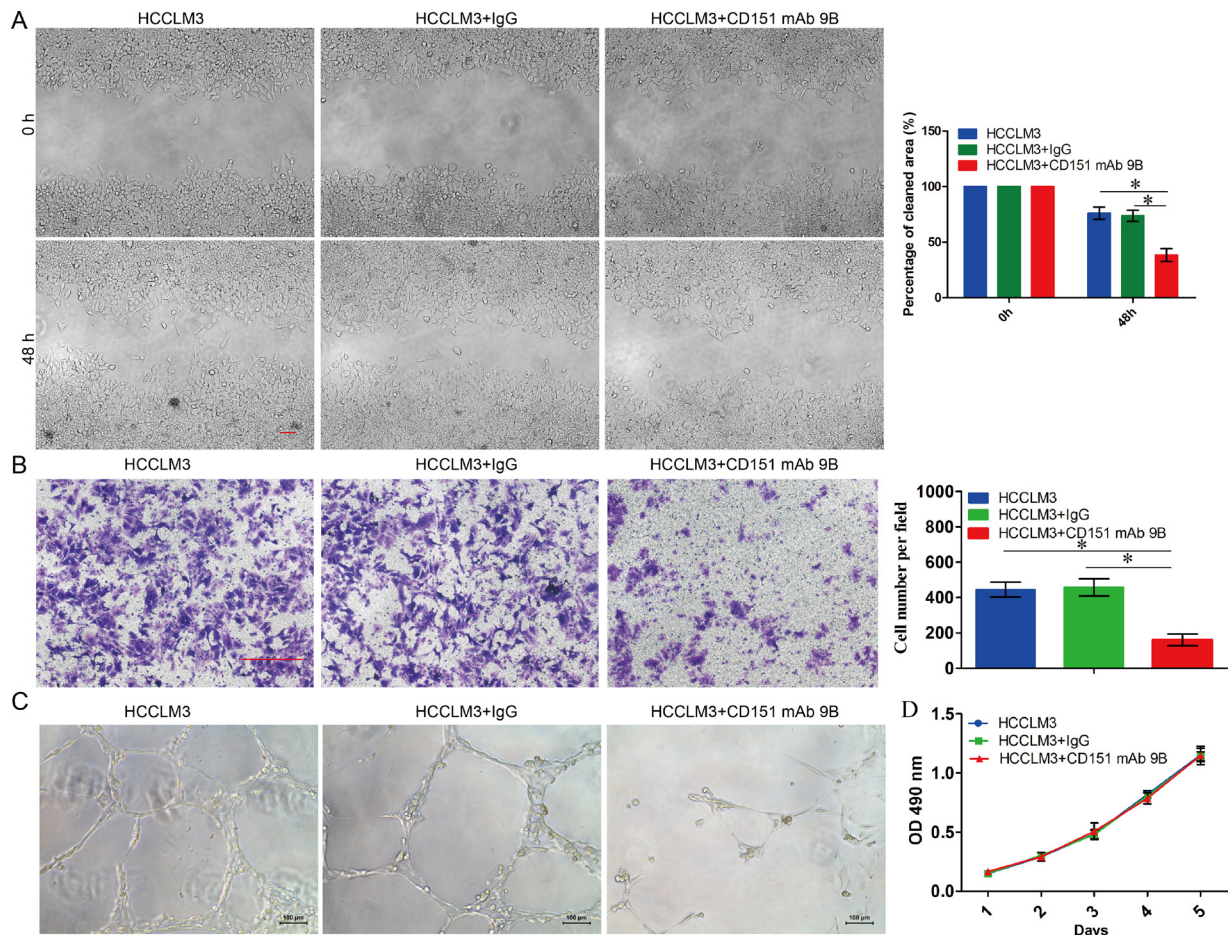 A
HCCLM3
HCCLM3+IgG
HCCLM3+CD151 mAb 9B
0 h
48 h
Percentage of cleaned area (%)
150
100
50
0
HCCLM3
HCCLM3+IgG
HCCLM3+CD151 mAb 9B
*
*
0h
48h
B
HCCLM3
HCCLM3+IgG
HCCLM3+CD151 mAb 9B
Cell number per field
1000
800
600
400
200
0
HCCLM3
HCCLM3+IgG
HCCLM3+CD151 mAb 9B
*
*
C
HCCLM3
HCCLM3+IgG
HCCLM3+CD151 mAb 9B
100 μm
100 μm
100 μm
D
OD 490 nm
1.5
1.0
0.5
0.0
HCCLM3
HCCLM3+IgG
HCCLM3+CD151 mAb 9B
1
2
3
4
5
Days